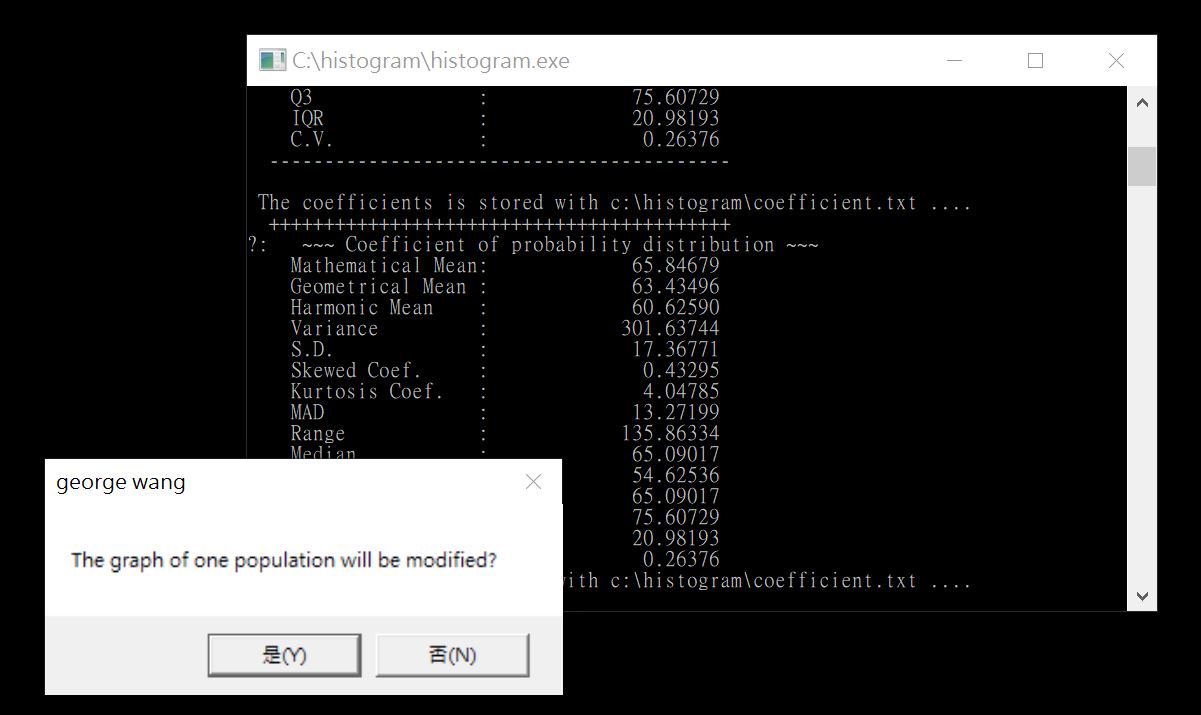 C:\histogram\histogram.exe
Q3 : 75.60729
IQR : 20.98193
C.V. : 0.26376
------------------------------------------
The coefficients is stored with c:\histogram\coefficient.txt ....
++++++++++++++++++++++++++++++++++++++++++
?: ~~~ Coefficient of probability distribution ~~~
Mathematical Mean: 65.84679
Geometrical Mean : 63.43496
Harmonic Mean : 60.62590
Variance : 301.63744
S.D. : 17.36771
Skewed Coef. : 0.43295
Kurtosis Coef. : 4.04785
MAD : 13.27199
Range : 135.86334
Median : 65.09017
54.62536
65.09017
75.60729
20.98193
0.26376
with c:\histogram\coefficient.txt ....
george wang
The graph of one population will be modified?
是(Y) 否(N)